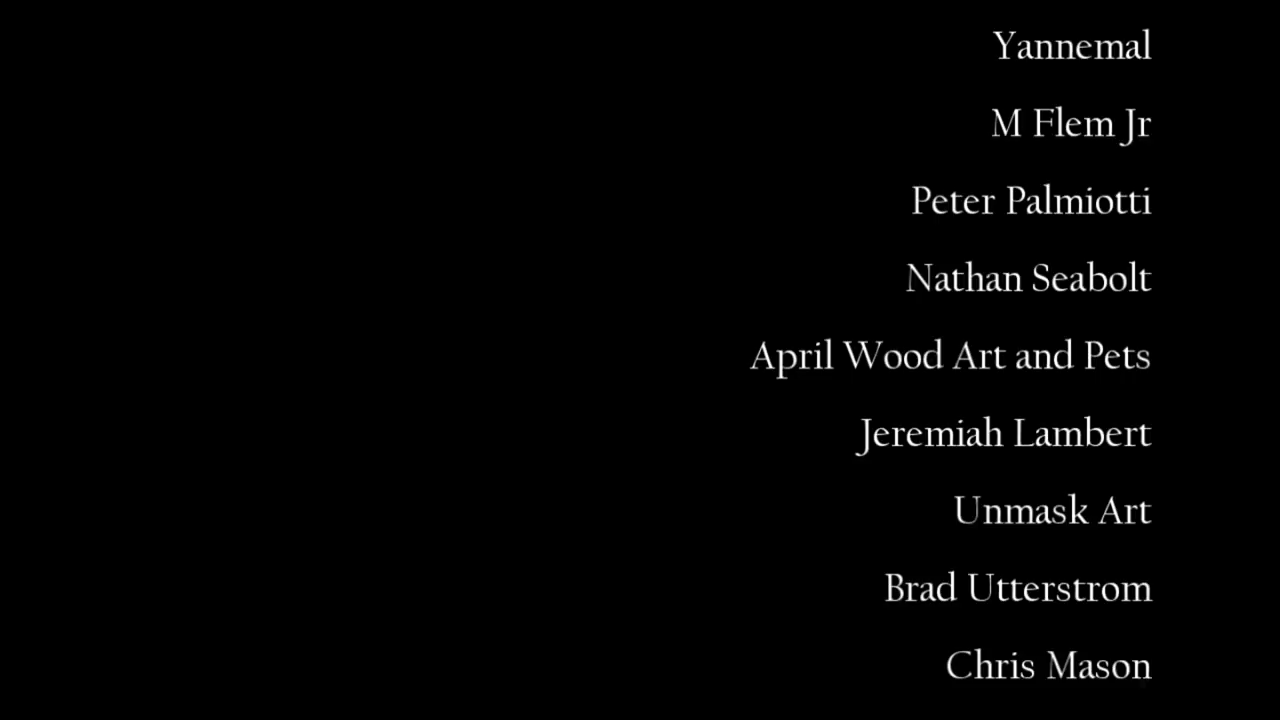 Yannemal
M Flem Jr
Peter Palmiotti
Nathan Seabolt
April Wood Art and Pets
Jeremiah Lambert
Unmask Art
Brad Utterstrom
Chris Mason